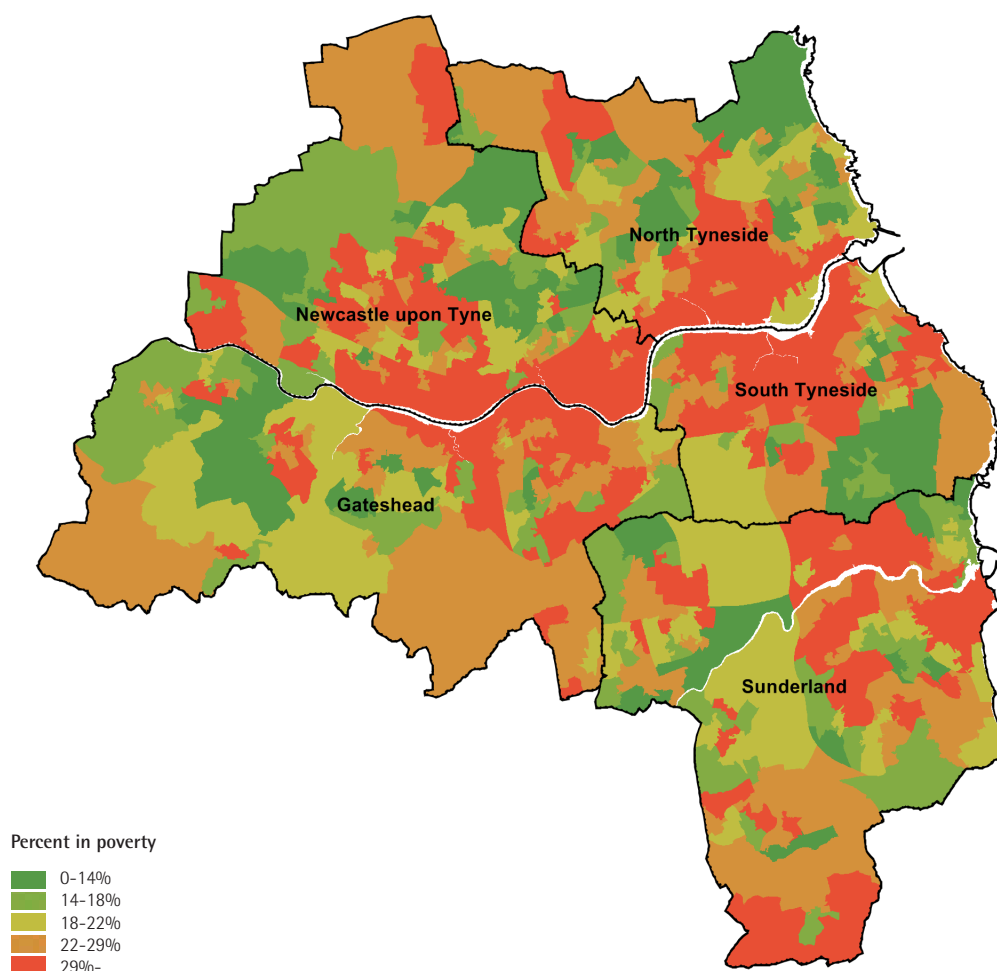 North Tyneside
Newcastle upon Tyne
South Tyneside
Gateshead
Sunderland
Percent in poverty
0-14%
14-18%
18-22%
22-29%
29%-